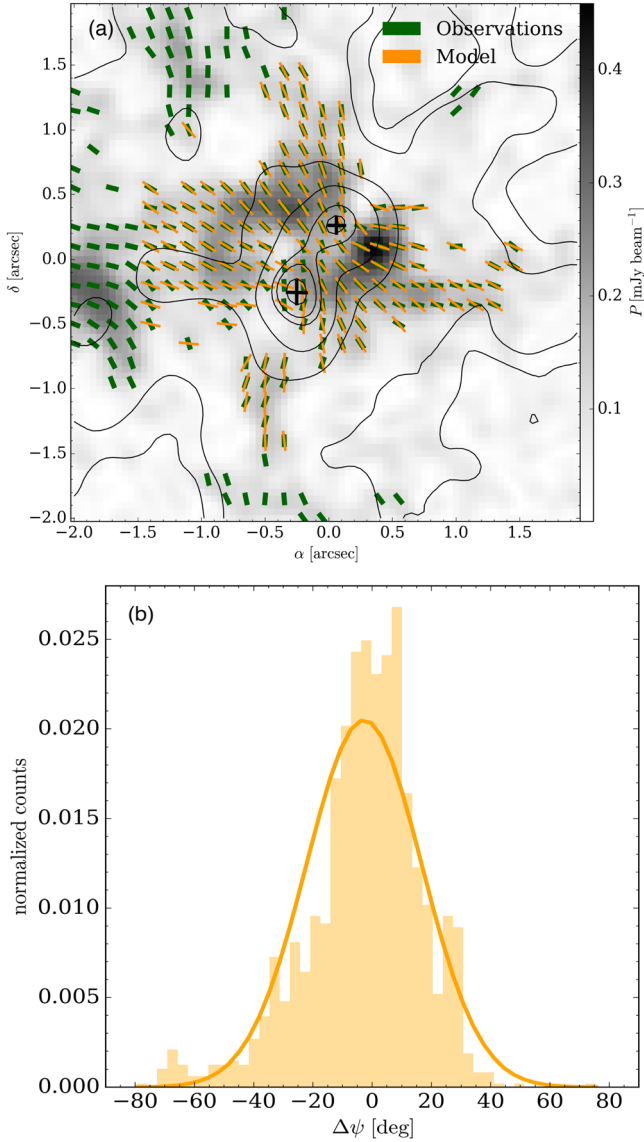 (a)
Observations
Model
δ [arcsec]
1.5
1.0
0.5
0.0
−0.5
−1.0
−1.5
−2.0
−2.0 −1.5 −1.0 −0.5 0.0 0.5 1.0 1.5
α [arcsec]
0.4
0.3
0.2
0.1
P [mJy beam⁻¹]
(b)
normalized counts
0.025
0.020
0.015
0.010
0.005
0.000
−80 −60 −40 −20 0 20 40 60 80
Δψ [deg]